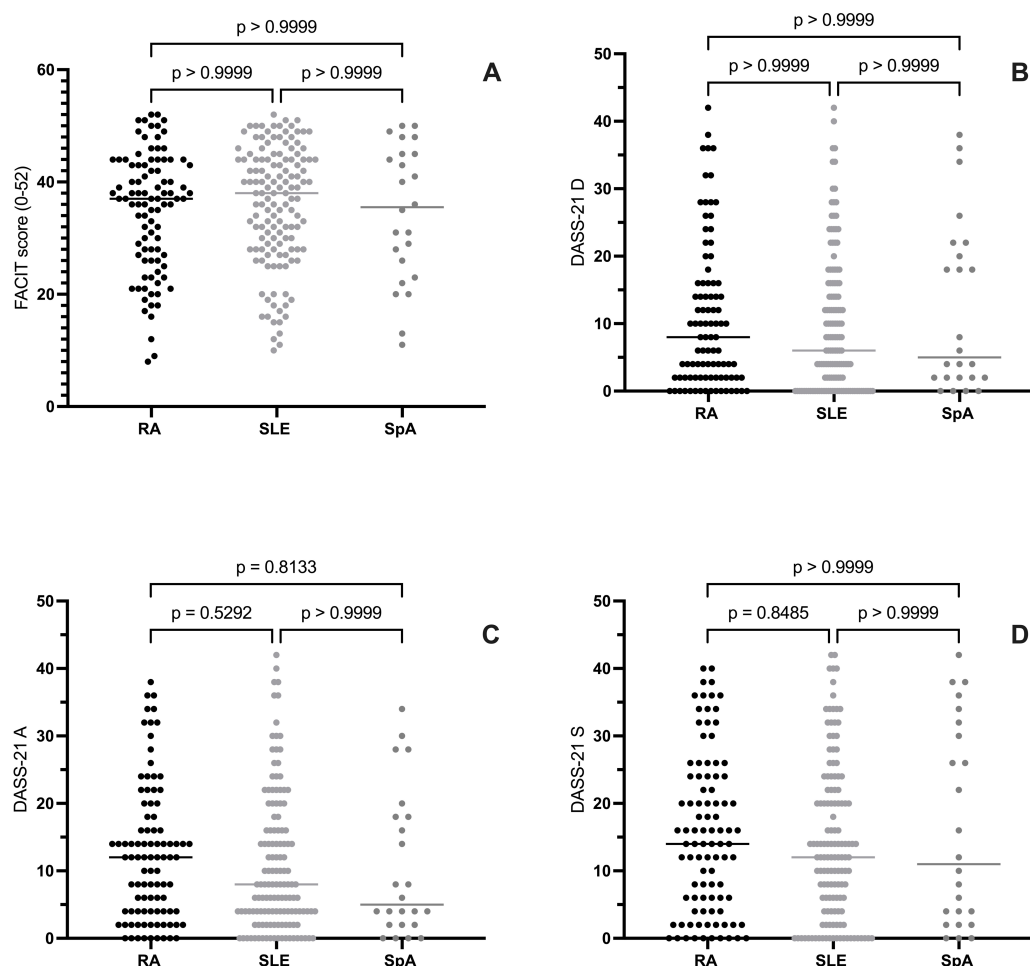 p > 0.9999
p > 0.9999 p > 0.9999
A
60
40
20
0
FACIT score (0-52)
RA SLE SpA
p > 0.9999
p > 0.9999 p > 0.9999
B
50
40
30
20
10
0
DASS-21 D
RA SLE SpA
p = 0.8133
p = 0.5292 p > 0.9999
C
50
40
30
20
10
0
DASS-21 A
RA SLE SpA
p > 0.9999
p = 0.8485 p > 0.9999
D
50
40
30
20
10
0
DASS-21 S
RA SLE SpA